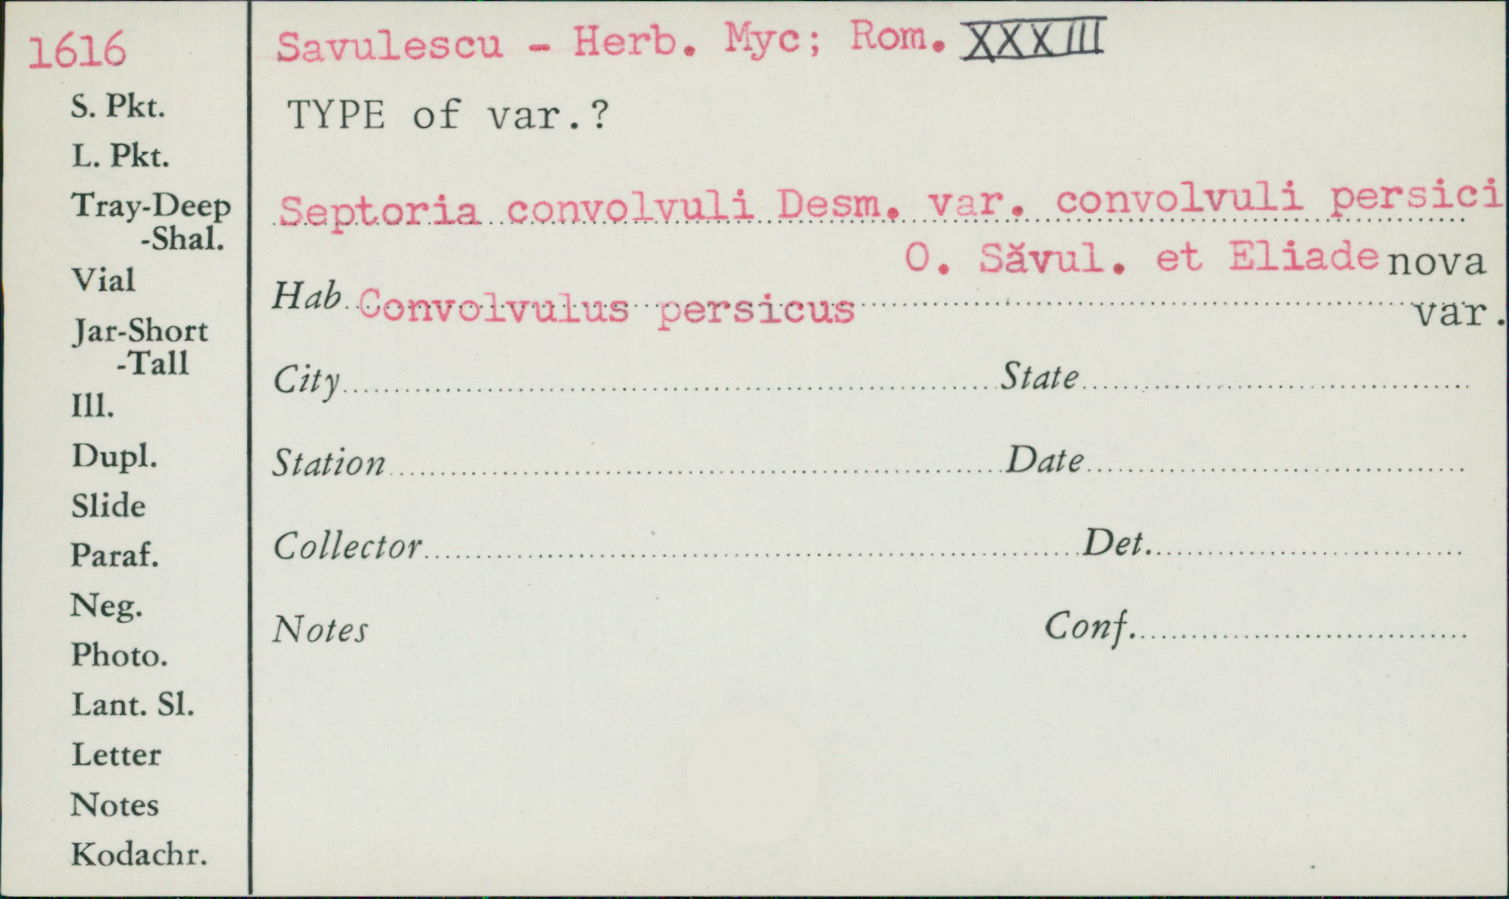 1616
S. Pkt.
L. Pkt.
Tray-Deep
-Shal.
Vial
Jar-Short
-Tall
Ill.
Dupl.
Slide
Paraf.
Neg.
Photo.
Lant. Sl.
Letter
Notes
Kodachr.
Savulescu - Herb. Myc; Rom. XXXIII
TYPE of var.?
Septoria convolvuli Desm. var. convolvuli persici
O. Săvul. et Eliade nova
Hab. Convolvulus persicus var.
City State
Station Date
Collector Det.
Notes Conf.